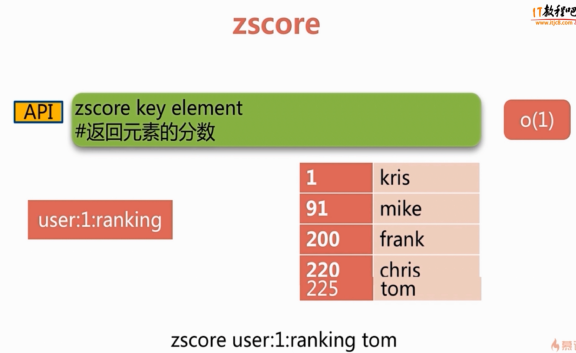 zscore
IT教程吧
www.itjc8.com
API
zscore key element
#返回元素的分数
o(1)
user:1:ranking
1 kris
91 mike
200 frank
220 chris
225 tom
zscore user:1:ranking tom